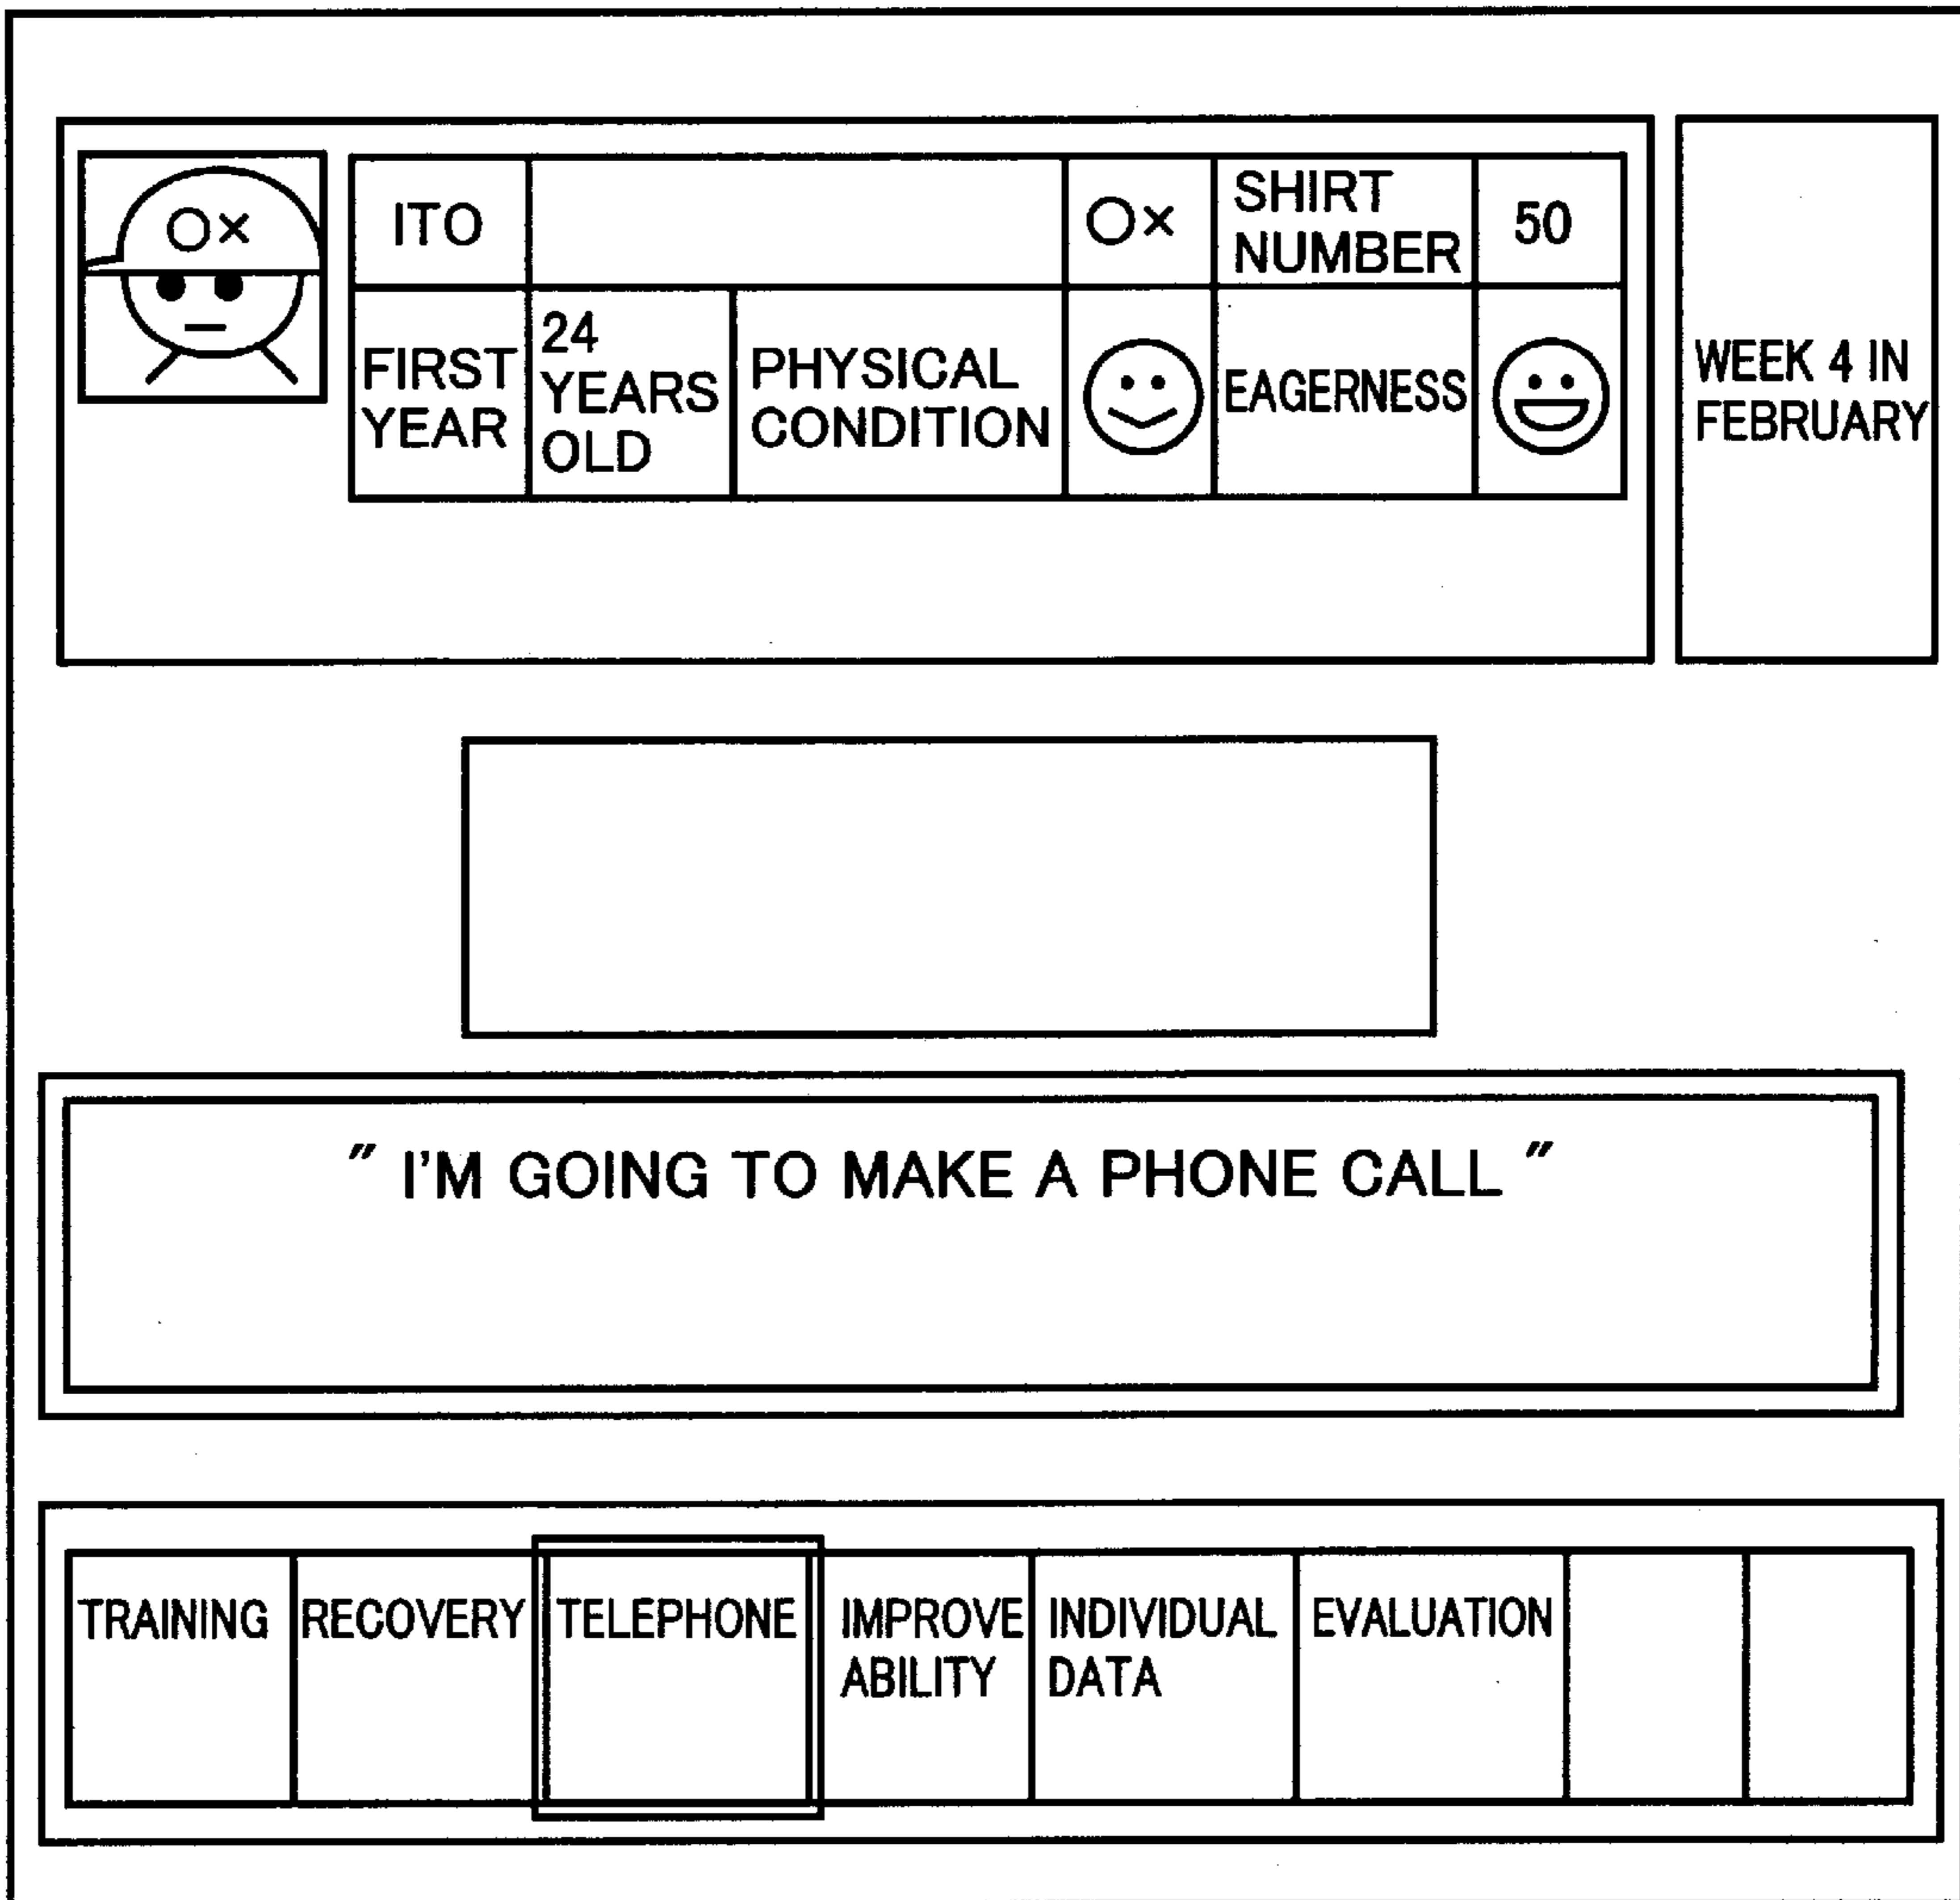 ○×
ITO
○×
SHIRT
NUMBER
50
FIRST
YEAR
24
YEARS
OLD
PHYSICAL
CONDITION
EAGERNESS
WEEK 4 IN
FEBRUARY
" I'M GOING TO MAKE A PHONE CALL "
TRAINING
RECOVERY
TELEPHONE
IMPROVE
ABILITY
INDIVIDUAL
DATA
EVALUATION